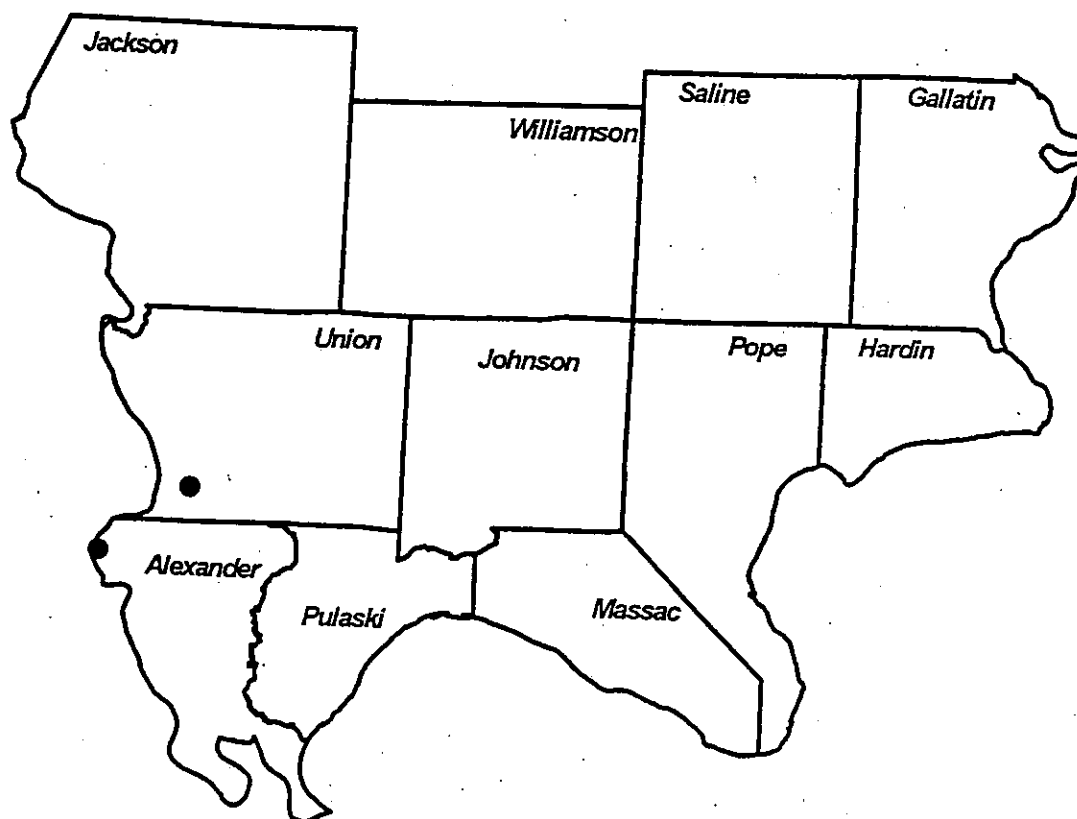 Jackson
Saline
Gallatin
Williamson
Union
Johnson
Pope
Hardin
Alexander
Pulaski
Massac